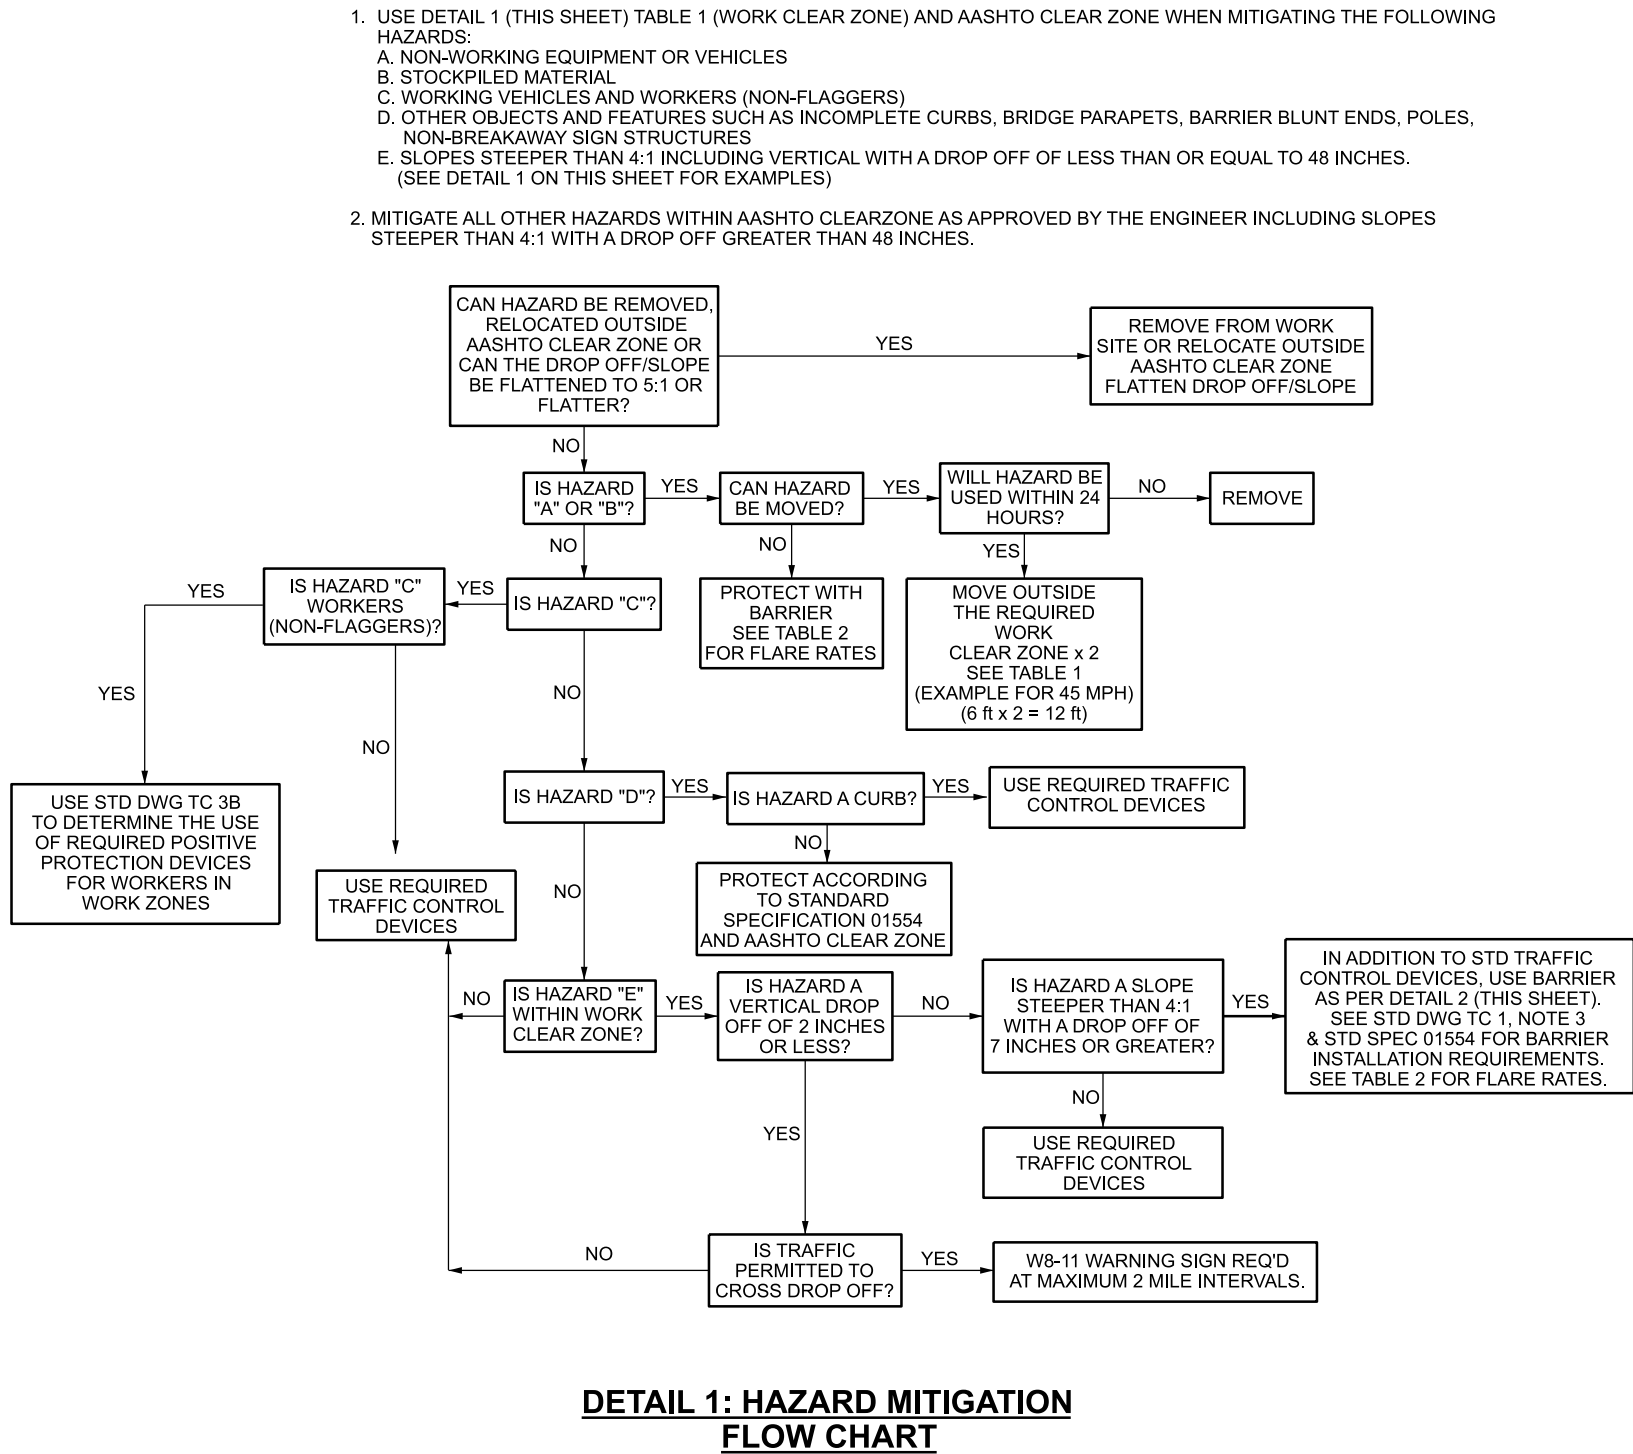 1. USE DETAIL 1 (THIS SHEET) TABLE 1 (WORK CLEAR ZONE) AND AASHTO CLEAR ZONE WHEN MITIGATING THE FOLLOWING
HAZARDS:
A. NON-WORKING EQUIPMENT OR VEHICLES
B. STOCKPILED MATERIAL
C. WORKING VEHICLES AND WORKERS (NON-FLAGGERS)
D. OTHER OBJECTS AND FEATURES SUCH AS INCOMPLETE CURBS, BRIDGE PARAPETS, BARRIER BLUNT ENDS, POLES,
NON-BREAKAWAY SIGN STRUCTURES
E. SLOPES STEEPER THAN 4:1 INCLUDING VERTICAL WITH A DROP OFF OF LESS THAN OR EQUAL TO 48 INCHES.
(SEE DETAIL 1 ON THIS SHEET FOR EXAMPLES)
2. MITIGATE ALL OTHER HAZARDS WITHIN AASHTO CLEARZONE AS APPROVED BY THE ENGINEER INCLUDING SLOPES
STEEPER THAN 4:1 WITH A DROP OFF GREATER THAN 48 INCHES.
CAN HAZARD BE REMOVED,
RELOCATED OUTSIDE
AASHTO CLEAR ZONE OR
CAN THE DROP OFF/SLOPE
BE FLATTENED TO 5:1 OR
FLATTER?
YES
REMOVE FROM WORK
SITE OR RELOCATE OUTSIDE
AASHTO CLEAR ZONE
FLATTEN DROP OFF/SLOPE
NO
IS HAZARD
"A" OR "B"?
YES
CAN HAZARD
BE MOVED?
YES
WILL HAZARD BE
USED WITHIN 24
HOURS?
NO
REMOVE
NO
NO
YES
PROTECT WITH
BARRIER
SEE TABLE 2
FOR FLARE RATES
MOVE OUTSIDE
THE REQUIRED
WORK
CLEAR ZONE x 2
SEE TABLE 1
(EXAMPLE FOR 45 MPH)
(6 ft x 2 = 12 ft)
IS HAZARD "C"?
YES
IS HAZARD "C"
WORKERS
(NON-FLAGGERS)?
YES
YES
NO
NO
USE STD DWG TC 3B
TO DETERMINE THE USE
OF REQUIRED POSITIVE
PROTECTION DEVICES
FOR WORKERS IN
WORK ZONES
USE REQUIRED
TRAFFIC CONTROL
DEVICES
IS HAZARD "D"?
YES
IS HAZARD A CURB?
YES
USE REQUIRED TRAFFIC
CONTROL DEVICES
NO
NO
PROTECT ACCORDING
TO STANDARD
SPECIFICATION 01554
AND AASHTO CLEAR ZONE
NO
IS HAZARD "E"
WITHIN WORK
CLEAR ZONE?
YES
IS HAZARD A
VERTICAL DROP
OFF OF 2 INCHES
OR LESS?
NO
IS HAZARD A SLOPE
STEEPER THAN 4:1
WITH A DROP OFF OF
7 INCHES OR GREATER?
YES
IN ADDITION TO STD TRAFFIC
CONTROL DEVICES, USE BARRIER
AS PER DETAIL 2 (THIS SHEET).
SEE STD DWG TC 1, NOTE 3
& STD SPEC 01554 FOR BARRIER
INSTALLATION REQUIREMENTS.
SEE TABLE 2 FOR FLARE RATES.
NO
YES
USE REQUIRED
TRAFFIC CONTROL
DEVICES
NO
IS TRAFFIC
PERMITTED TO
CROSS DROP OFF?
YES
W8-11 WARNING SIGN REQ'D
AT MAXIMUM 2 MILE INTERVALS.
DETAIL 1: HAZARD MITIGATION
FLOW CHART